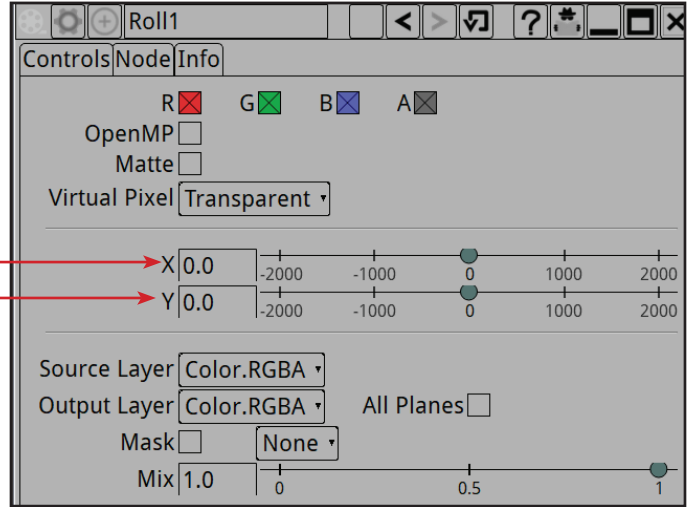 Roll1 < > ?
Controls Node Info
R G B A
OpenMP
Matte
Virtual Pixel Transparent
X 0.0 -2000 -1000 0 1000 2000
Y 0.0 -2000 -1000 0 1000 2000
Source Layer Color.RGBA
Output Layer Color.RGBA All Planes
Mask None
Mix 1.0 0 0.5 1